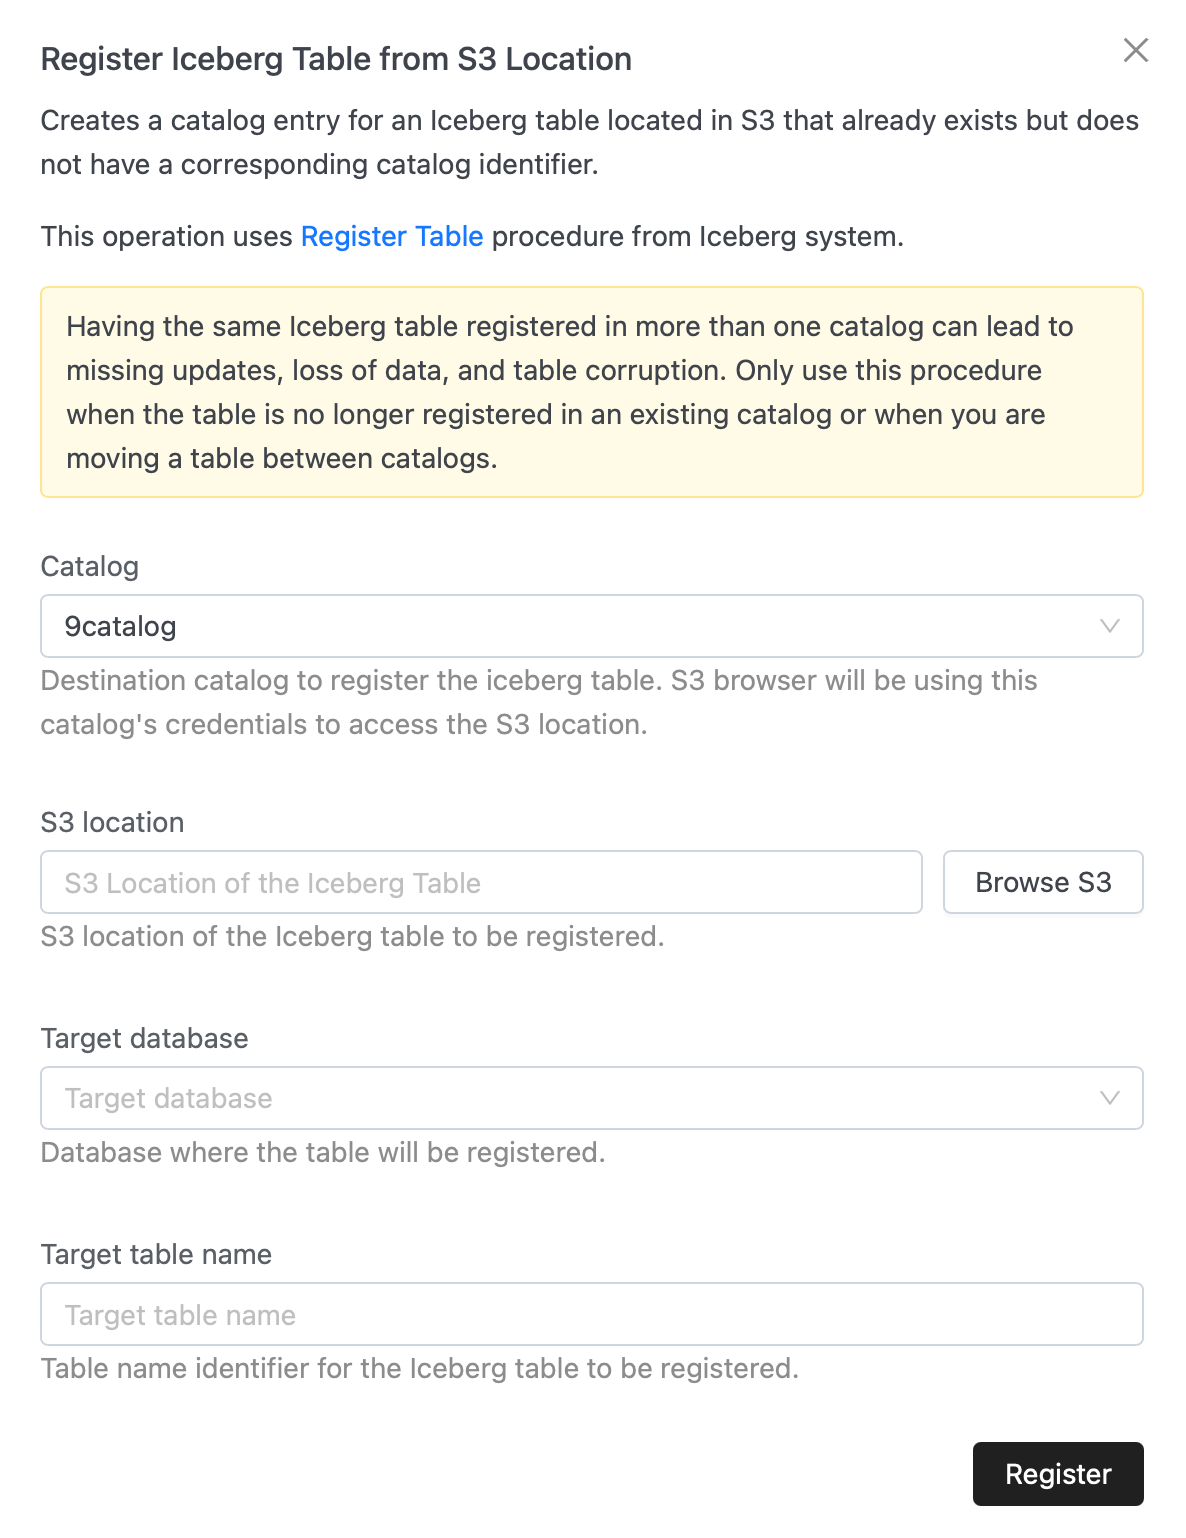 Register Iceberg Table from S3 Location
Creates a catalog entry for an Iceberg table located in S3 that already exists but does
not have a corresponding catalog identifier.
This operation uses Register Table procedure from Iceberg system.
Having the same Iceberg table registered in more than one catalog can lead to
missing updates, loss of data, and table corruption. Only use this procedure
when the table is no longer registered in an existing catalog or when you are
moving a table between catalogs.
Catalog
9catalog
Destination catalog to register the iceberg table. S3 browser will be using this
catalog's credentials to access the S3 location.
S3 location
S3 Location of the Iceberg Table
Browse S3
S3 location of the Iceberg table to be registered.
Target database
Target database
Database where the table will be registered.
Target table name
Target table name
Table name identifier for the Iceberg table to be registered.
Register